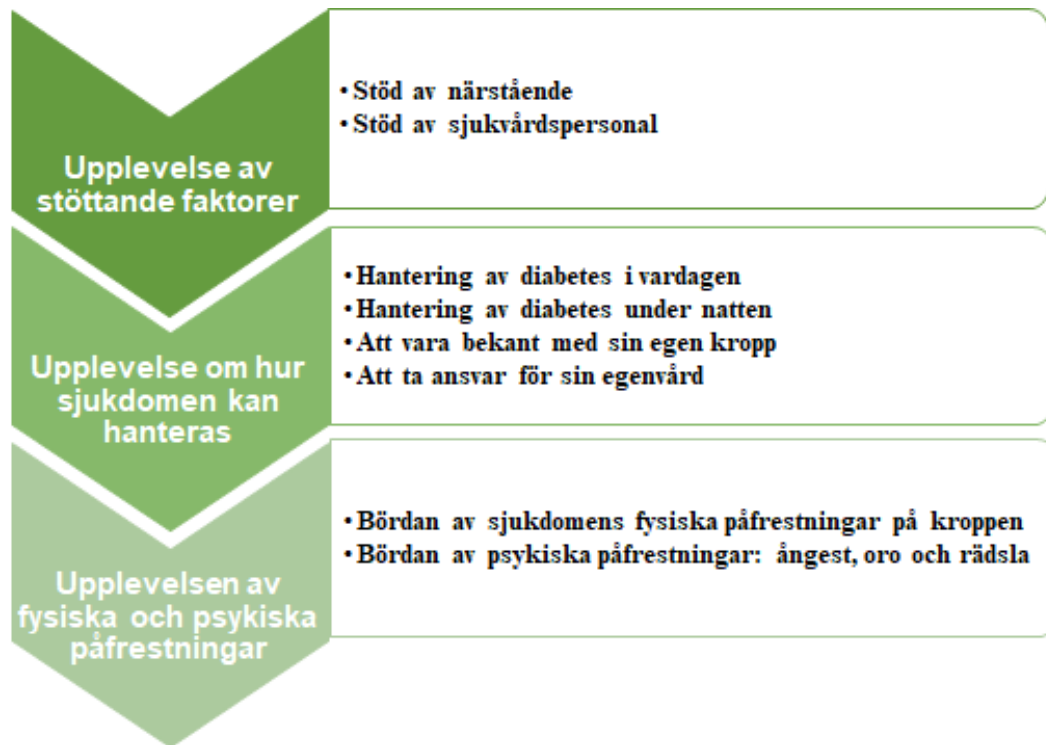 Upplevelse av
stöttande faktorer
• Stöd av närstående
• Stöd av sjukvårdspersonal
Upplevelse om hur
sjukdomen kan
hanteras
• Hantering av diabetes i vardagen
• Hantering av diabetes under natten
• Att vara bekant med sin egen kropp
• Att ta ansvar för sin egenvård
Upplevelsen av
fysiska och psykiska
påfrestningar
• Bördan av sjukdomens fysiska påfrestningar på kroppen
• Bördan av psykiska påfrestningar: ångest, oro och rädsla